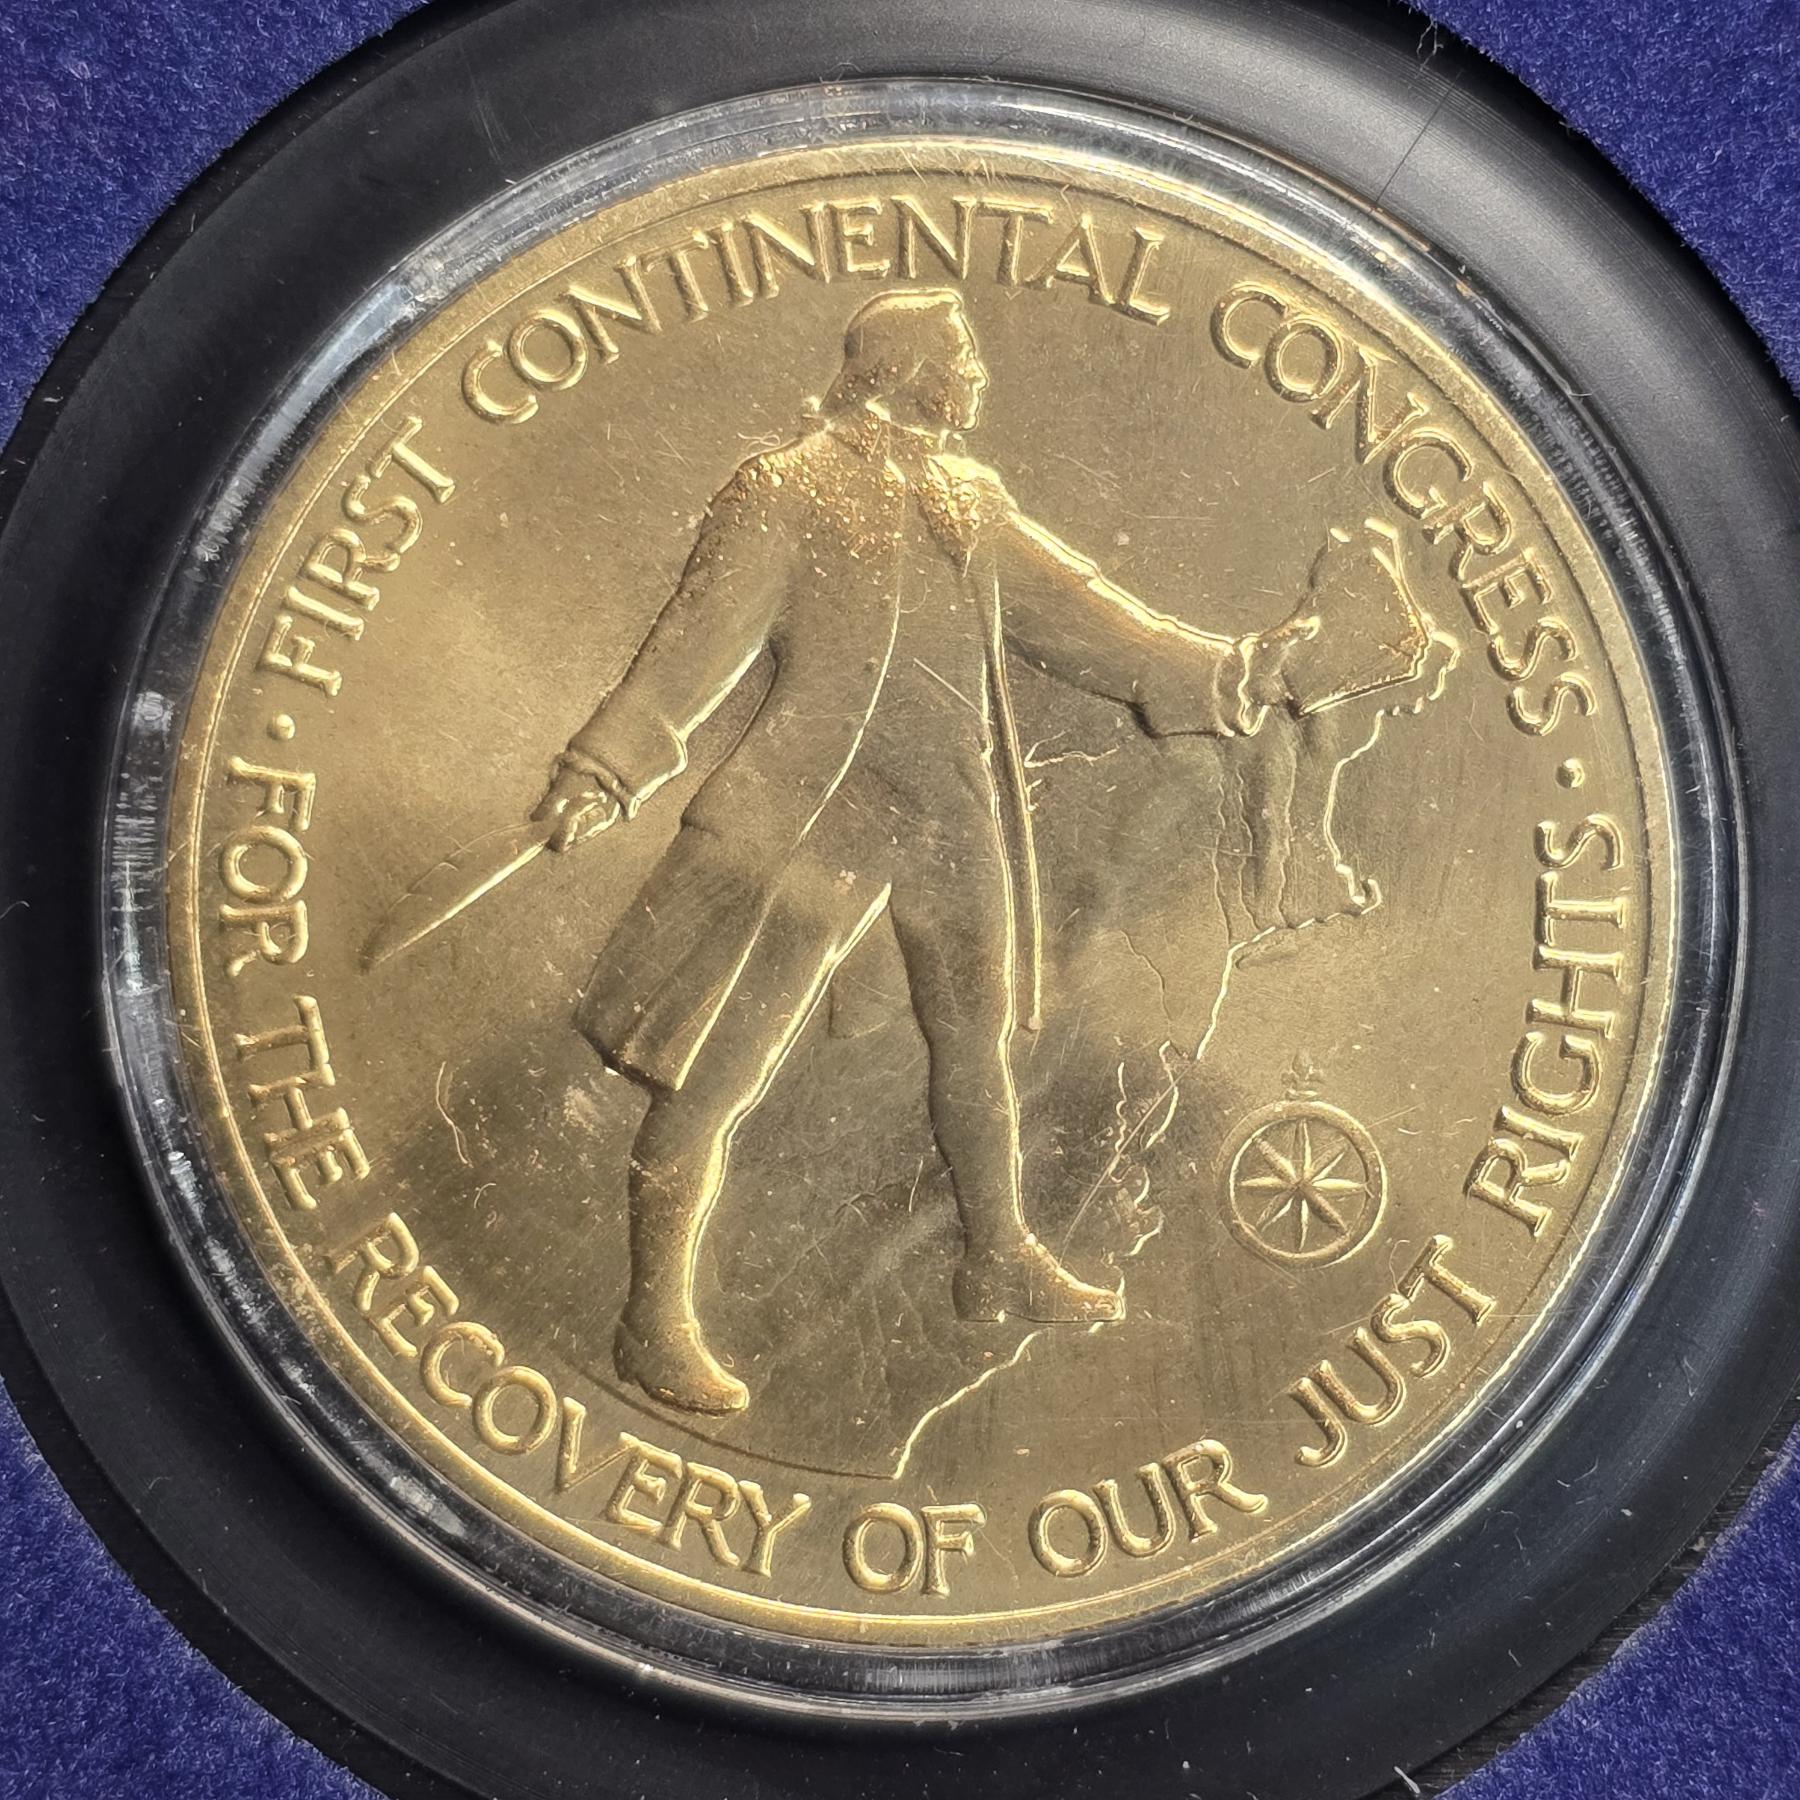 · FIRST CONTINENTAL CONGRESS ·
FOR THE RECOVERY OF OUR JUST RIGHTS